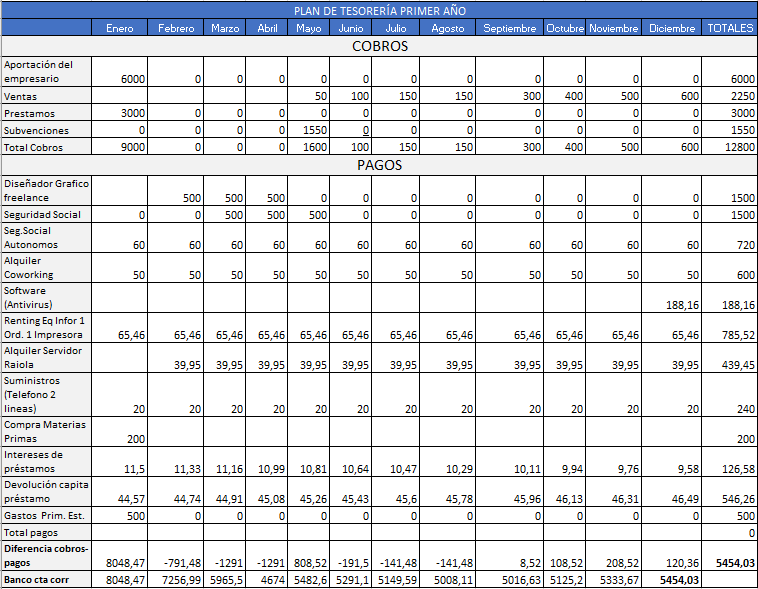 PLAN DE TESORERÍA PRIMER AÑO
Enero Febrero Marzo Abril Mayo Junio Julio Agosto Septiembre Octubre Noviembre Diciembre TOTALES
COBROS
Aportación del
empresario 6000 0 0 0 0 0 0 0 0 0 0 0 6000
Ventas 50 100 150 150 300 400 500 600 2250
Prestamos 3000 0 0 0 0 0 0 0 0 0 0 0 3000
Subvenciones 0 0 0 0 1550 0 0 0 0 0 0 0 1550
Total Cobros 9000 0 0 0 1600 100 150 150 300 400 500 600 12800
PAGOS
Diseñador Grafico
freelance 500 500 500 0 0 0 0 0 0 0 0 1500
Seguridad Social 0 0 500 500 500 0 0 0 0 0 0 0 1500
Seg.Social
Autonomos 60 60 60 60 60 60 60 60 60 60 60 60 720
Alquiler
Coworking 50 50 50 50 50 50 50 50 50 50 50 50 600
Software
(Antivirus) 188,16 188,16
Renting Eq Infor 1
Ord. 1 Impresora 65,46 65,46 65,46 65,46 65,46 65,46 65,46 65,46 65,46 65,46 65,46 65,46 785,52
Alquiler Servidor
Raiola 39,95 39,95 39,95 39,95 39,95 39,95 39,95 39,95 39,95 39,95 39,95 439,45
Suministros
(Telefono 2
lineas) 20 20 20 20 20 20 20 20 20 20 20 20 240
Compra Materias
Primas 200 200
Intereses de
préstamos 11,5 11,33 11,16 10,99 10,81 10,64 10,47 10,29 10,11 9,94 9,76 9,58 126,58
Devolución capita
préstamo 44,57 44,74 44,91 45,08 45,26 45,43 45,6 45,78 45,96 46,13 46,31 46,49 546,26
Gastos Prim. Est. 500 0 0 0 0 0 0 0 0 0 0 0 500
Total pagos 0
Diferencia cobros-
pagos 8048,47 -791,48 -1291 -1291 808,52 -191,5 -141,48 -141,48 8,52 108,52 208,52 120,36 5454,03
Banco cta corr 8048,47 7256,99 5965,5 4674 5482,6 5291,1 5149,59 5008,11 5016,63 5125,2 5333,67 5454,03